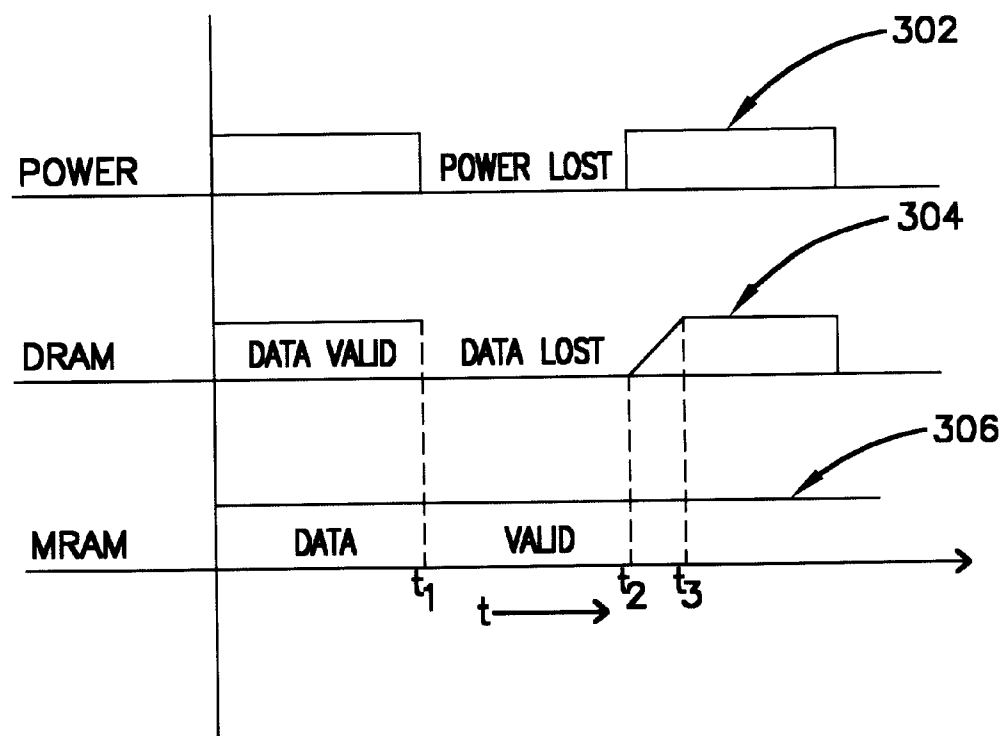 302
POWER
POWER LOST
304
DRAM
DATA VALID
DATA LOST
306
MRAM
DATA
VALID
t1
t2
t3
t